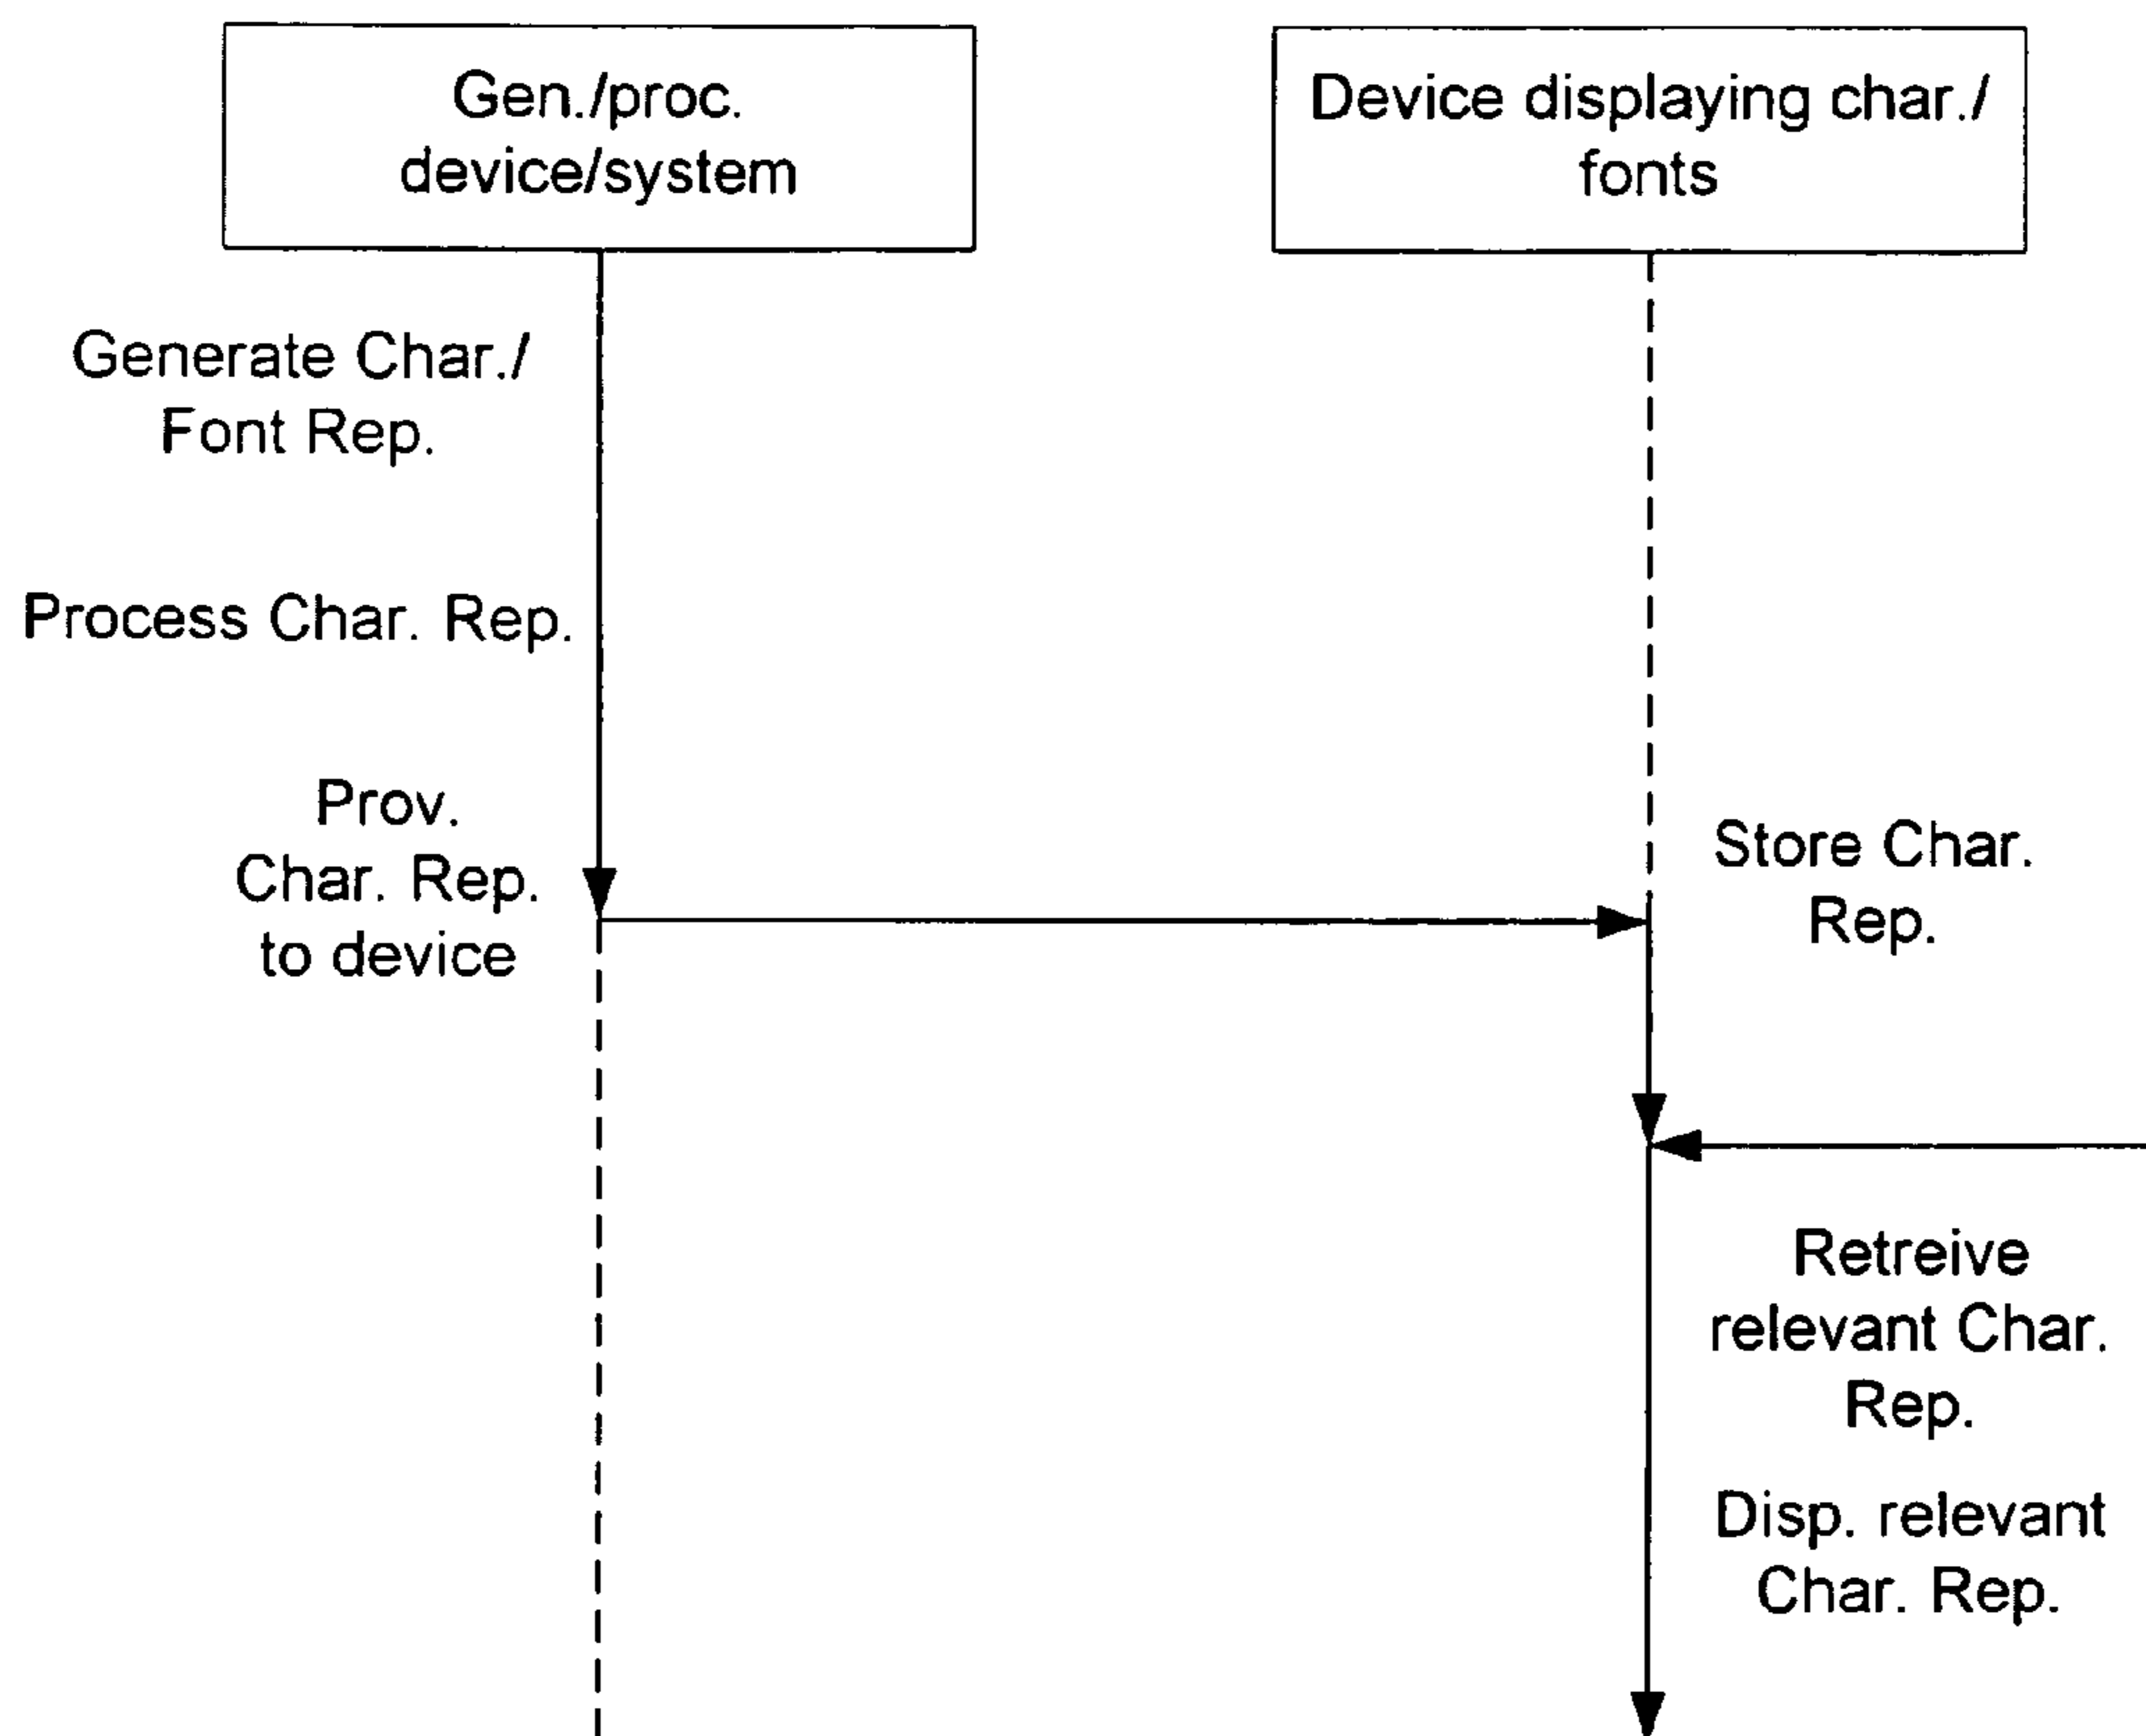 Gen./proc.
device/system
Device displaying char./
fonts
Generate Char./
Font Rep.
Process Char. Rep.
Prov.
Char. Rep.
to device
Store Char.
Rep.
Retreive
relevant Char.
Rep.
Disp. relevant
Char. Rep.